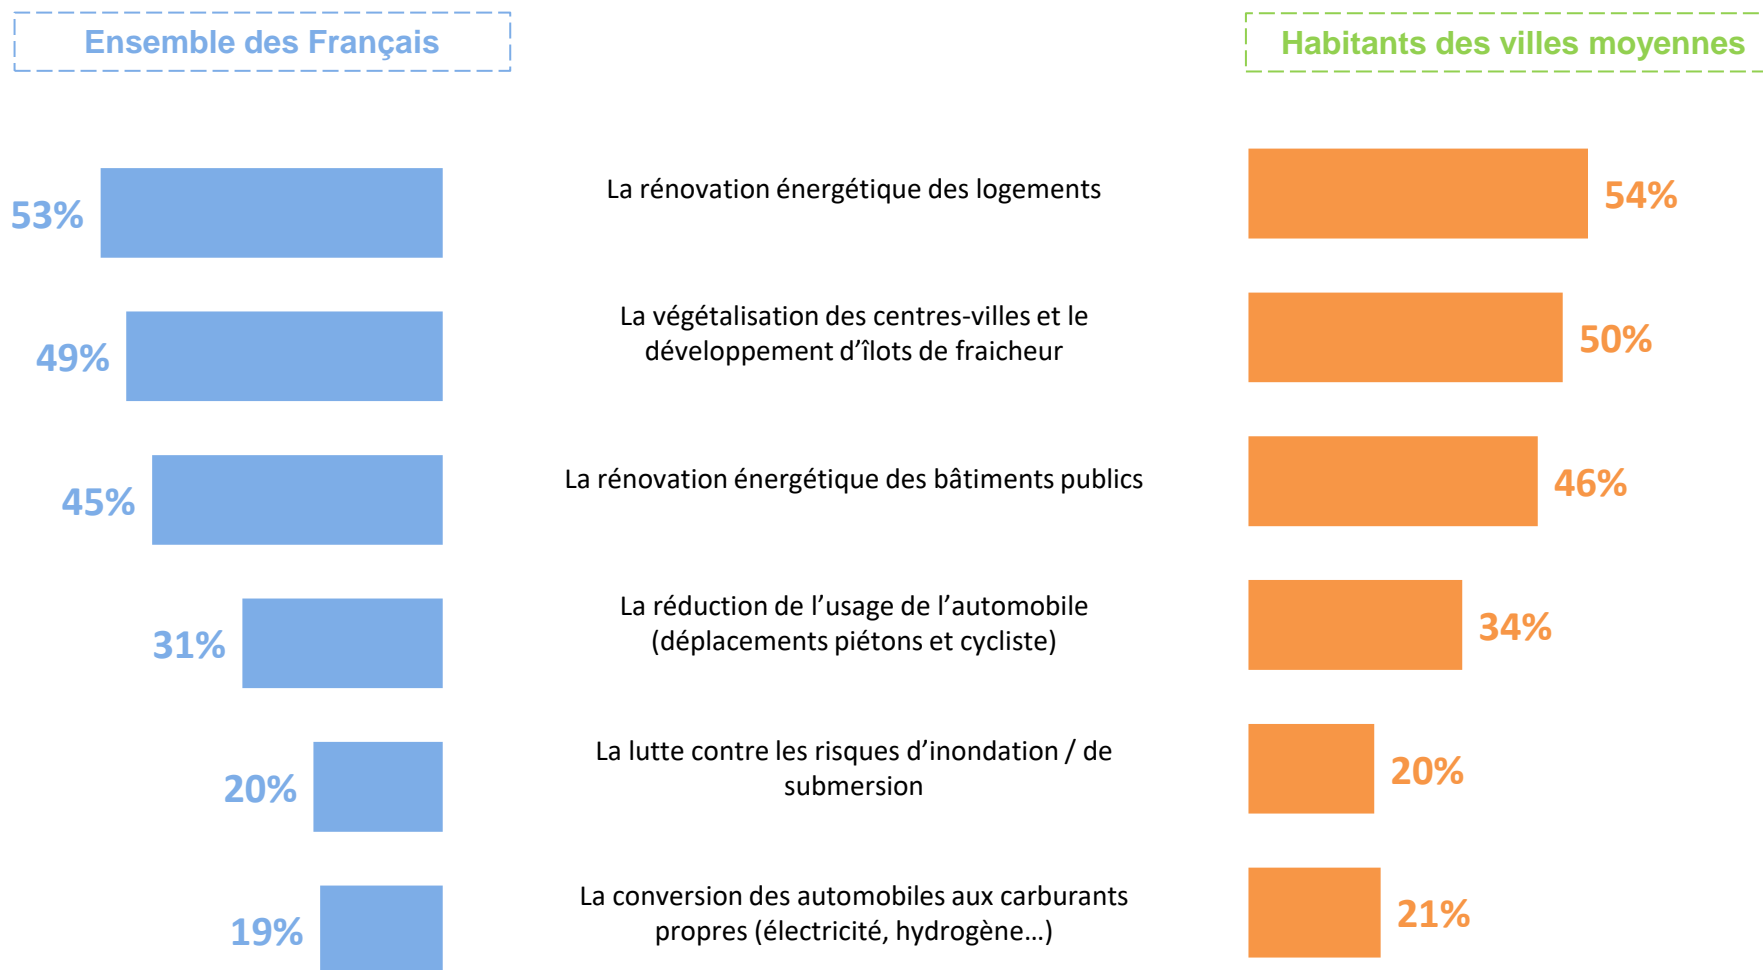 Ensemble des Français
Habitants des villes moyennes
53%
La rénovation énergétique des logements
54%
49%
La végétalisation des centres-villes et le
développement d’îlots de fraicheur
50%
45%
La rénovation énergétique des bâtiments publics
46%
31%
La réduction de l’usage de l’automobile
(déplacements piétons et cycliste)
34%
20%
La lutte contre les risques d’inondation / de
submersion
20%
19%
La conversion des automobiles aux carburants
propres (électricité, hydrogène…)
21%